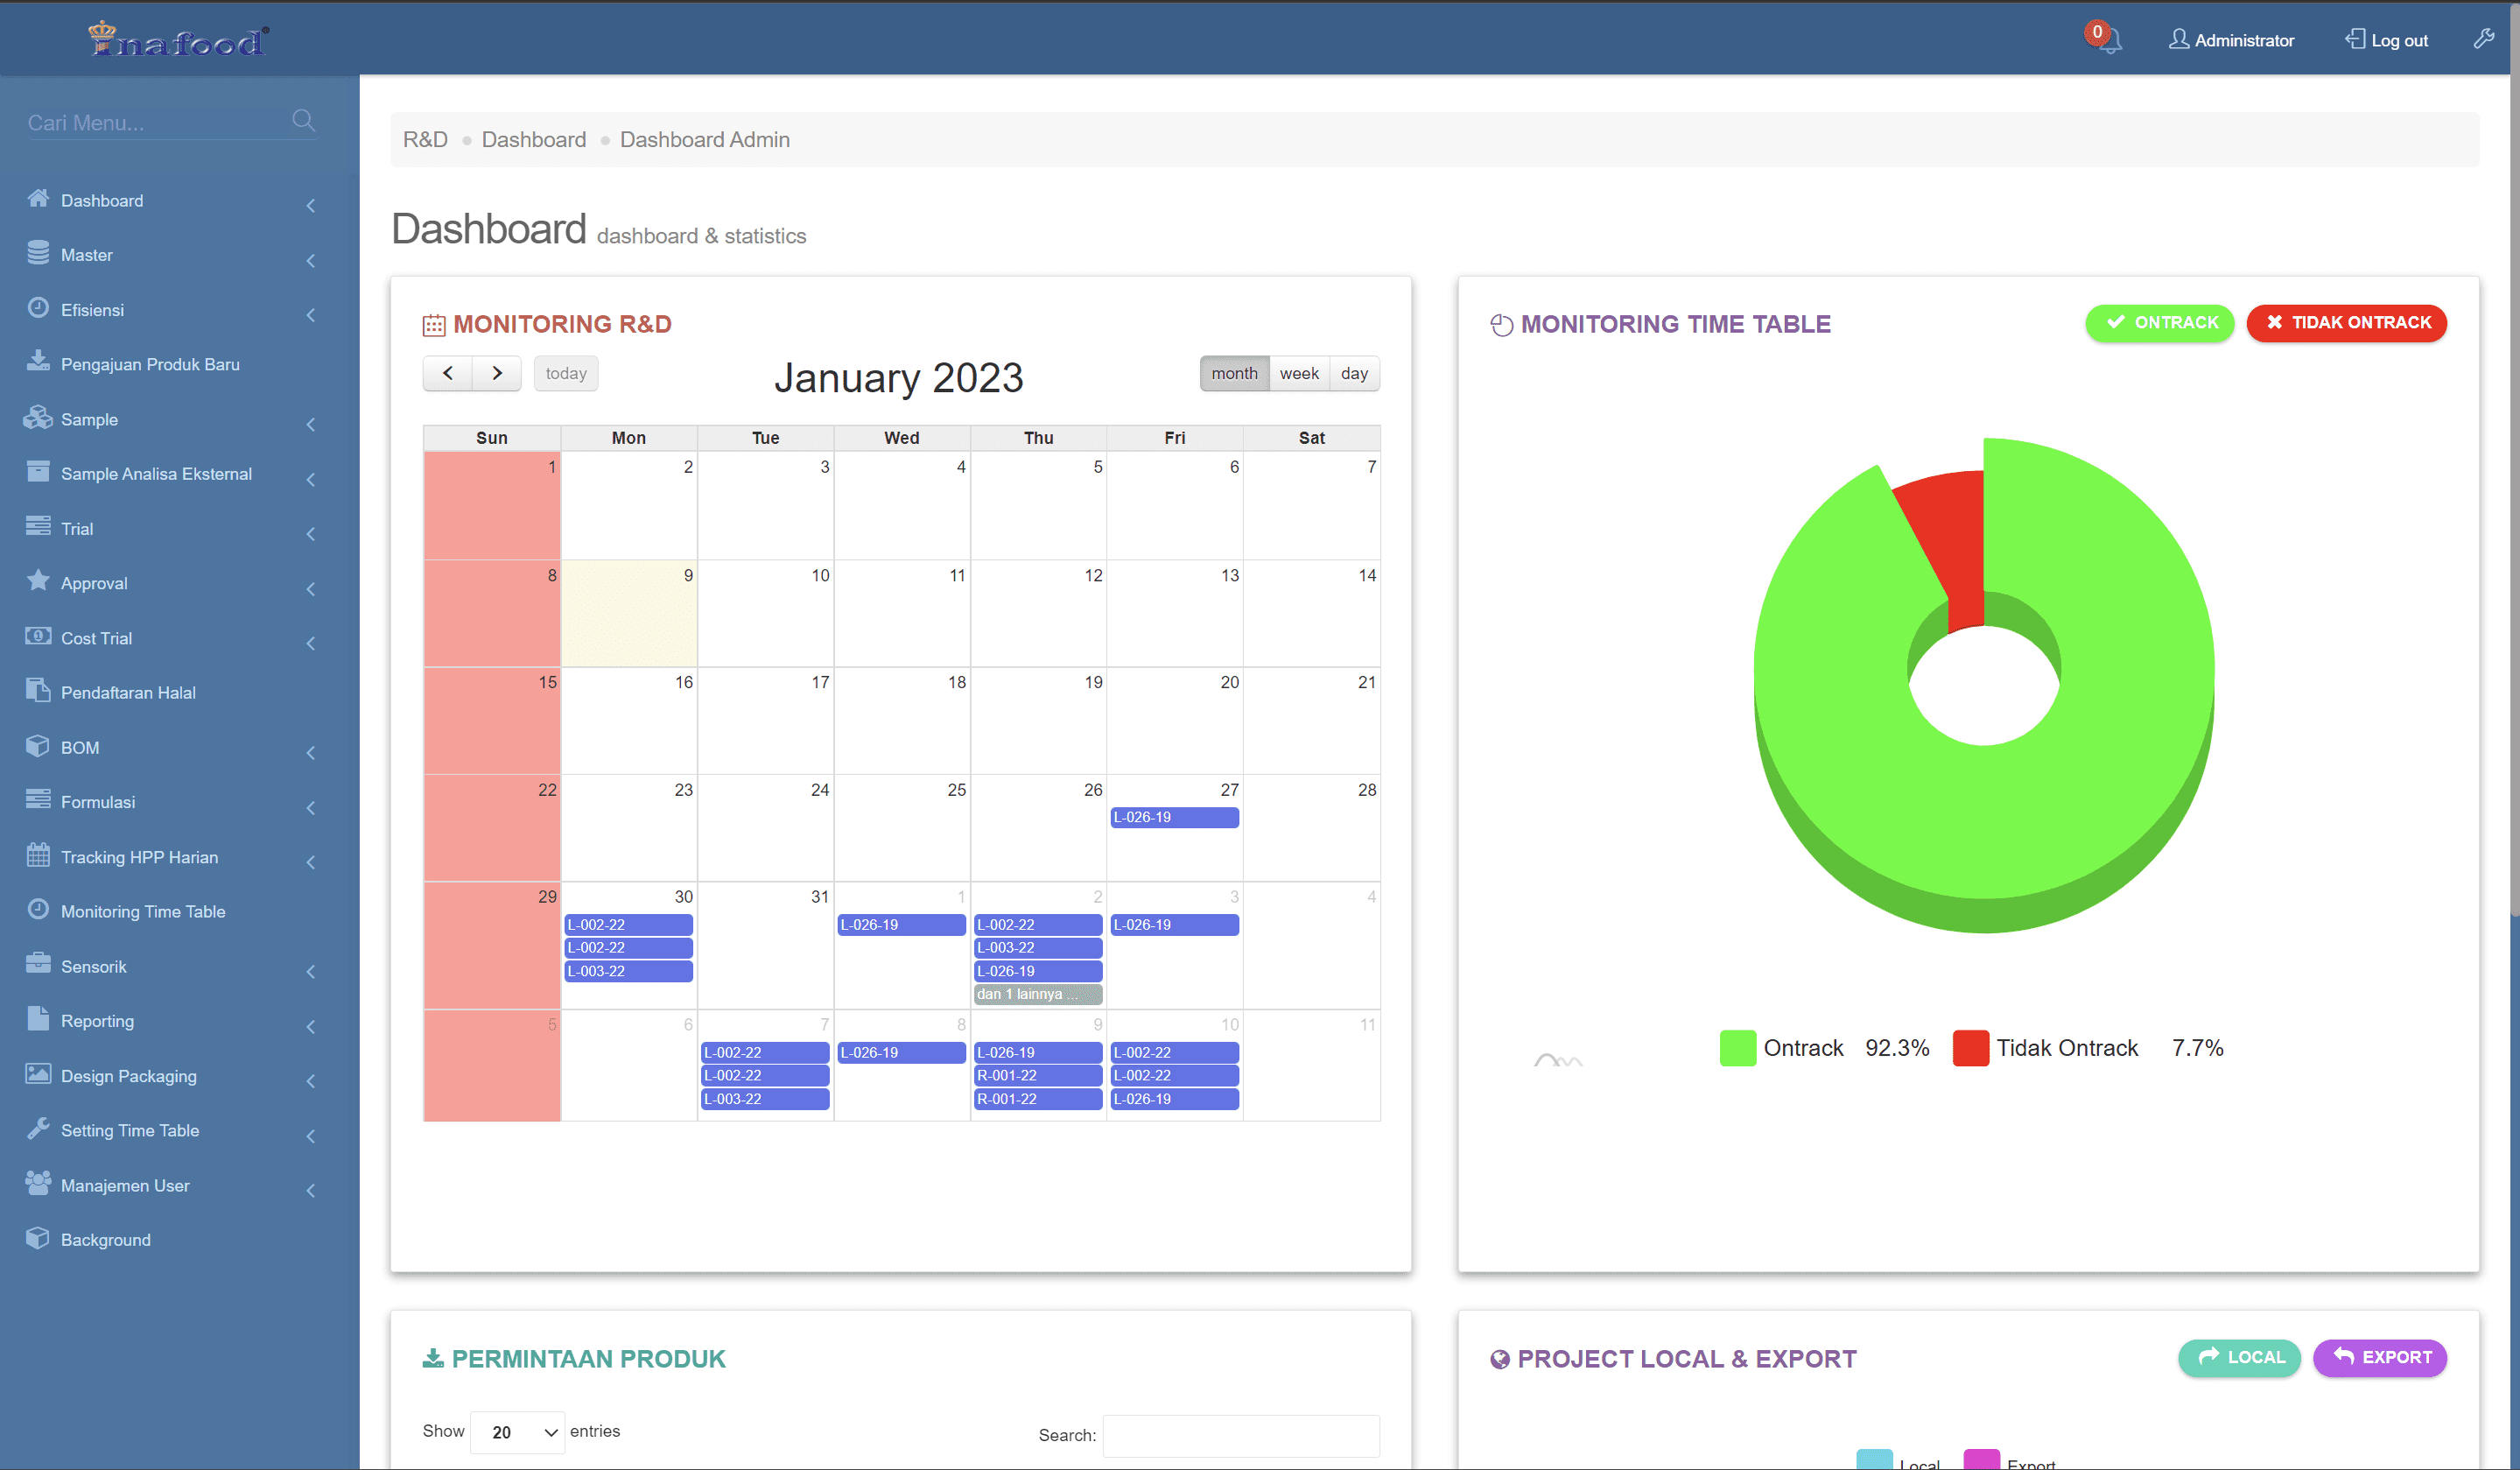 inafood
0
Administrator
Log out
Cari Menu...
Dashboard
Master
Efisiensi
Pengajuan Produk Baru
Sample
Sample Analisa Eksternal
Trial
Approval
Cost Trial
Pendaftaran Halal
BOM
Formulasi
Tracking HPP Harian
Monitoring Time Table
Sensorik
Reporting
Design Packaging
Setting Time Table
Manajemen User
Background
R&D Dashboard Dashboard Admin
Dashboard dashboard & statistics
MONITORING R&D
today
January 2023
month week day
Sun Mon Tue Wed Thu Fri Sat
1 2 3 4 5 6 7
8 9 10 11 12 13 14
15 16 17 18 19 20 21
22 23 24 25 26 27 28
L-026-19
29 30 31 1 2 3 4
L-002-22 L-026-19 L-002-22 L-026-19
L-002-22 L-003-22
L-003-22 L-026-19
dan 1 lainnya ...
5 6 7 8 9 10 11
L-002-22 L-026-19 L-026-19 L-002-22
L-002-22 R-001-22 L-002-22
L-003-22 R-001-22 L-026-19
MONITORING TIME TABLE
ONTRACK
TIDAK ONTRACK
Ontrack 92.3% Tidak Ontrack 7.7%
PERMINTAAN PRODUK
Show 20 entries
Search:
PROJECT LOCAL & EXPORT
LOCAL
EXPORT
Local Export